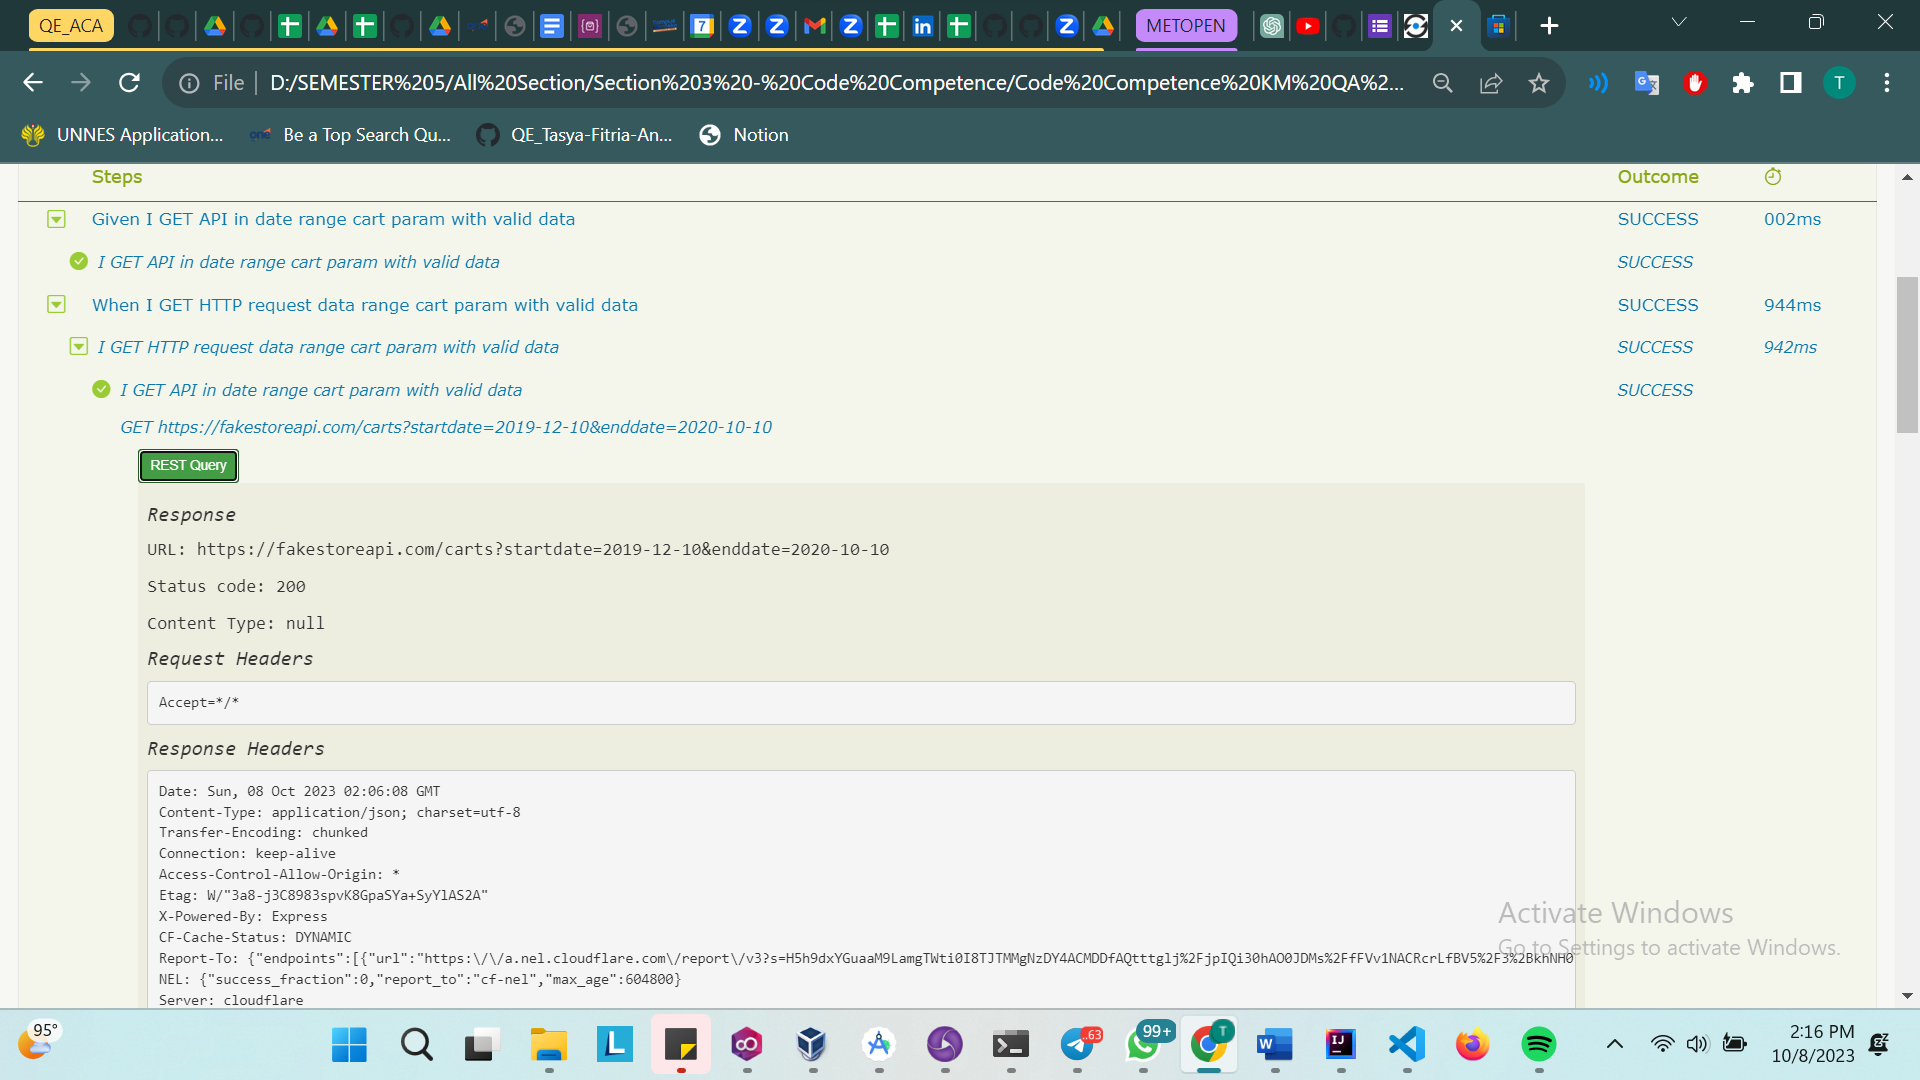 QE_ACA
METOPEN
File
D:/SEMESTER%205/All%20Section/Section%203%20-%20Code%20Competence/Code%20Competence%20KM%20QA%2...
T
UNNES Application...
Be a Top Search Qu...
QE_Tasya-Fitria-An...
Notion
Steps Outcome
Given I GET API in date range cart param with valid data SUCCESS 002ms
I GET API in date range cart param with valid data SUCCESS
When I GET HTTP request data range cart param with valid data SUCCESS 944ms
I GET HTTP request data range cart param with valid data SUCCESS 942ms
I GET API in date range cart param with valid data SUCCESS
GET https://fakestoreapi.com/carts?startdate=2019-12-10&enddate=2020-10-10
REST Query
Response
URL: https://fakestoreapi.com/carts?startdate=2019-12-10&enddate=2020-10-10
Status code: 200
Content Type: null
Request Headers
Accept=*/*
Response Headers
Date: Sun, 08 Oct 2023 02:06:08 GMT
Content-Type: application/json; charset=utf-8
Transfer-Encoding: chunked
Connection: keep-alive
Access-Control-Allow-Origin: *
Etag: W/"3a8-j3C8983spvK8GpaSYa+SyYlAS2A"
X-Powered-By: Express
CF-Cache-Status: DYNAMIC
Report-To: {"endpoints":[{"url":"https:\/\/a.nel.cloudflare.com\/report\/v3?s=H5h9dxYGuaaM9LamgTWti0I8TJTMMgNzDY4ACMDDfAQtttglj%2FjpIQi30hAO0JDMs%2FfFVv1NACRcrLfBV5%2F3%2BkhNH0
NEL: {"success_fraction":0,"report_to":"cf-nel","max_age":604800}
Server: cloudflare
Activate Windows
Go to Settings to activate Windows.
95°
63
99+
T
2:16 PM
10/8/2023